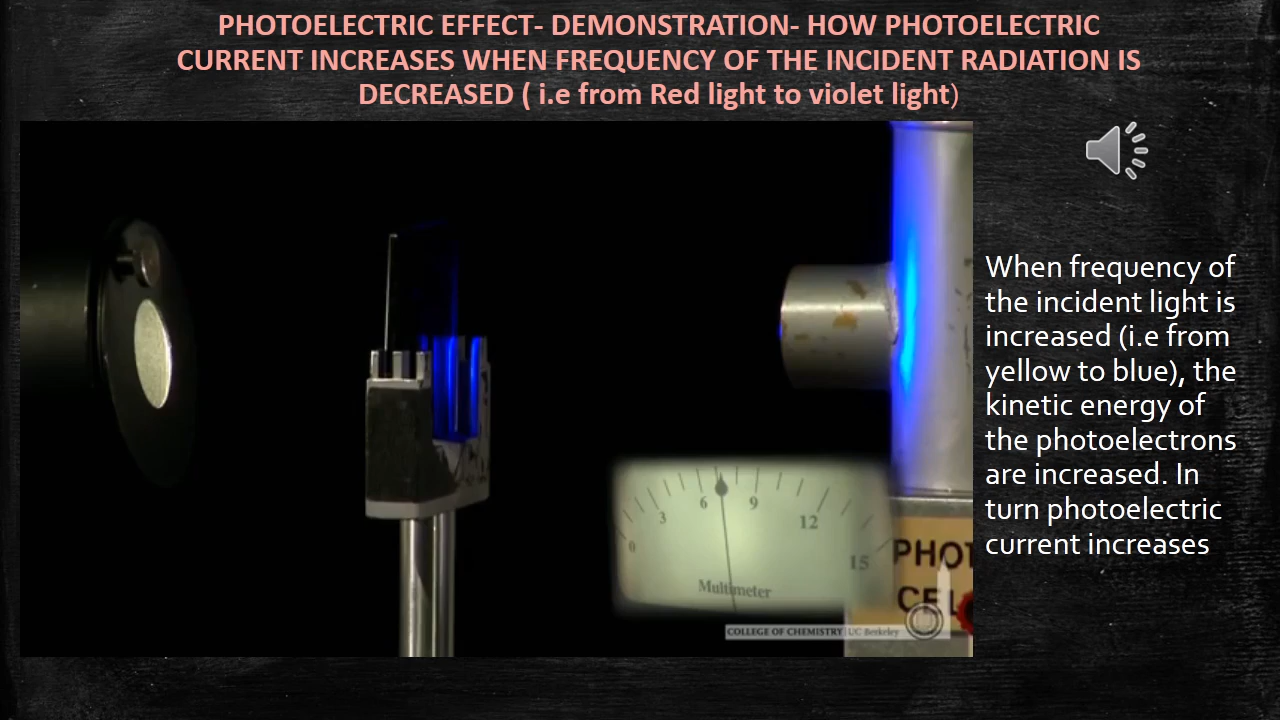 PHOTOELECTRIC EFFECT- DEMONSTRATION- HOW PHOTOELECTRIC
CURRENT INCREASES WHEN FREQUENCY OF THE INCIDENT RADIATION IS
DECREASED ( i.e from Red light to violet light)
When frequency of
the incident light is
increased (i.e from
yellow to blue), the
kinetic energy of
the photoelectrons
are increased. In
turn photoelectric
current increases
0 3 6 9 12 15
Multimeter
PHOT
CEL
COLLEGE OF CHEMISTRY UC Berkeley